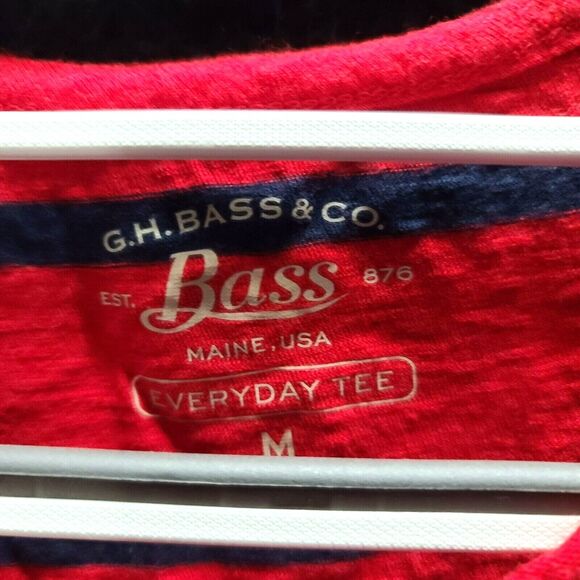 G.H.BASS & CO.
EST. Bass 876
MAINE, USA
EVERYDAY TEE
M